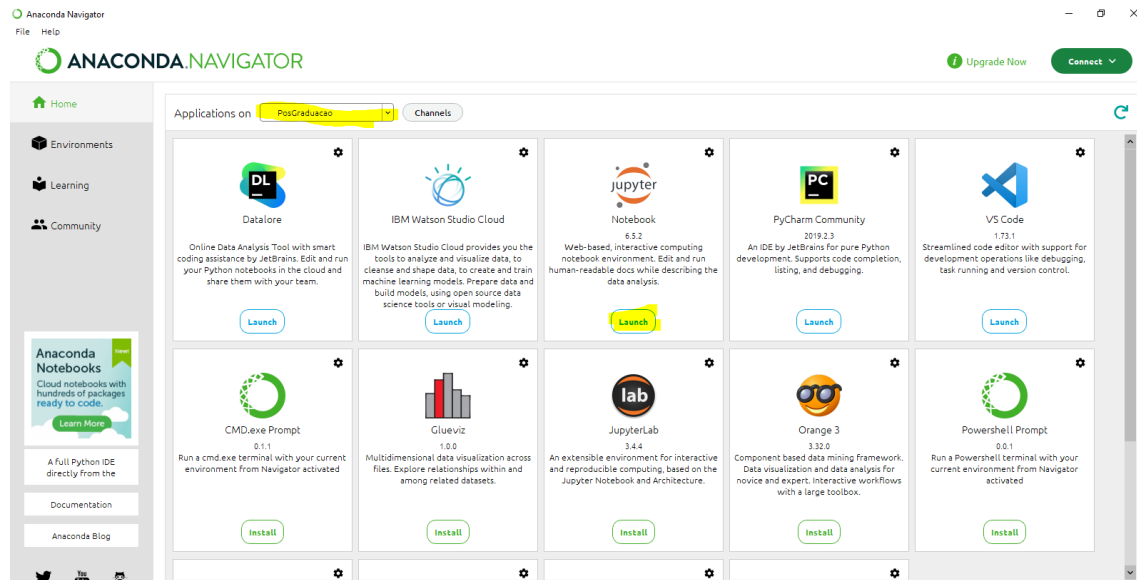 Anaconda Navigator
File Help
ANACONDA.NAVIGATOR
i Upgrade Now
Connect
Home
Environments
Learning
Community
Applications on PosGraduacao Channels
DL
Datalore
Online Data Analysis Tool with smart
coding assistance by JetBrains. Edit and run
your Python notebooks in the cloud and
share them with your team.
Launch
IBM Watson Studio Cloud
IBM Watson Studio Cloud provides you the
tools to analyze and visualize data, to
cleanse and shape data, to create and train
machine learning models. Prepare data and
build models, using open source data
science tools or visual modeling.
Launch
jupyter
Notebook
6.5.2
Web-based, interactive computing
notebook environment. Edit and run
human-readable docs while describing the
data analysis.
Launch
PC
PyCharm Community
2019.2.3
An IDE by JetBrains for pure Python
development. Supports code completion,
listing, and debugging.
Launch
VS Code
1.73.1
Streamlined code editor with support for
development operations like debugging,
task running and version control.
Launch
CMD.exe Prompt
0.1.1
Run a cmd.exe terminal with your current
environment from Navigator activated
Install
Glueviz
1.0.0
Multidimensional data visualization across
files. Explore relationships within and
among related datasets.
Install
lab
JupyterLab
3.4.4
An extensible environment for interactive
and reproducible computing, based on the
Jupyter Notebook and Architecture.
Install
Orange 3
3.32.0
Component based data mining framework.
Data visualization and data analysis for
novice and expert. Interactive workflows
with a large toolbox.
Install
Powershell Prompt
0.0.1
Run a Powershell terminal with your
current environment from Navigator
activated
Install
Anaconda
Notebooks
New!
Cloud notebooks with
hundreds of packages
ready to code.
Learn More
A full Python IDE
directly from the
Documentation
Anaconda Blog
You